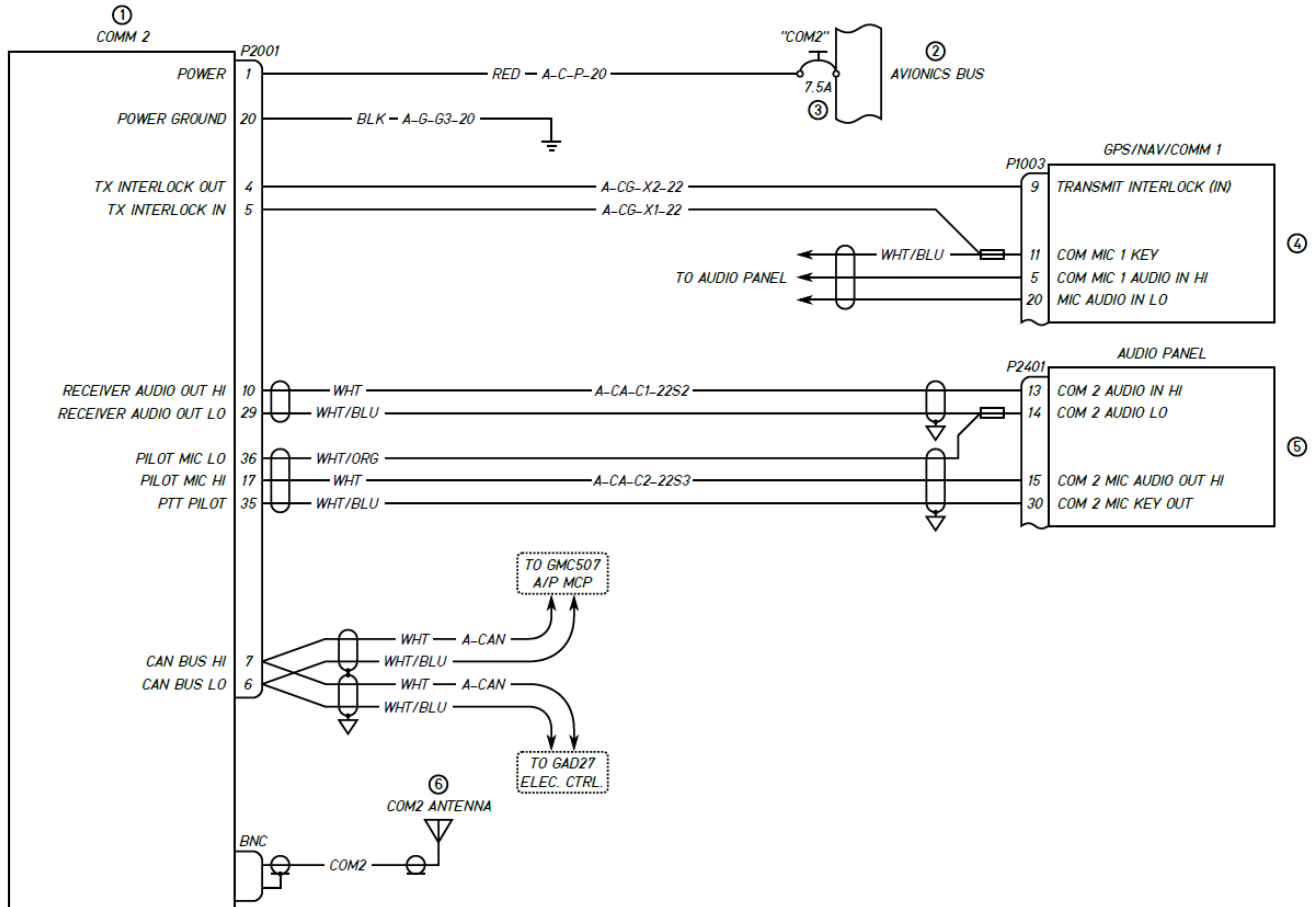 ①
COMM 2
P2001
"COM2"
②
POWER 1 RED A-C-P-20 AVIONICS BUS
7.5A
③
POWER GROUND 20 BLK A-G-G3-20
GPS/NAV/COMM 1
P1003
TX INTERLOCK OUT 4 A-CG-X2-22 9 TRANSMIT INTERLOCK (IN)
TX INTERLOCK IN 5 A-CG-X1-22
④
WHT/BLU 11 COM MIC 1 KEY
TO AUDIO PANEL 5 COM MIC 1 AUDIO IN HI
20 MIC AUDIO IN LO
AUDIO PANEL
P2401
RECEIVER AUDIO OUT HI 10 WHT A-CA-C1-22S2 13 COM 2 AUDIO IN HI
RECEIVER AUDIO OUT LO 29 WHT/BLU 14 COM 2 AUDIO LO
⑤
PILOT MIC LO 36 WHT/ORG
PILOT MIC HI 17 WHT A-CA-C2-22S3 15 COM 2 MIC AUDIO OUT HI
PTT PILOT 35 WHT/BLU 30 COM 2 MIC KEY OUT
TO GMC507
A/P MCP
WHT A-CAN
CAN BUS HI 7 WHT/BLU
CAN BUS LO 6 WHT A-CAN
WHT/BLU
TO GAD27
ELEC. CTRL.
⑥
COM2 ANTENNA
BNC
COM2